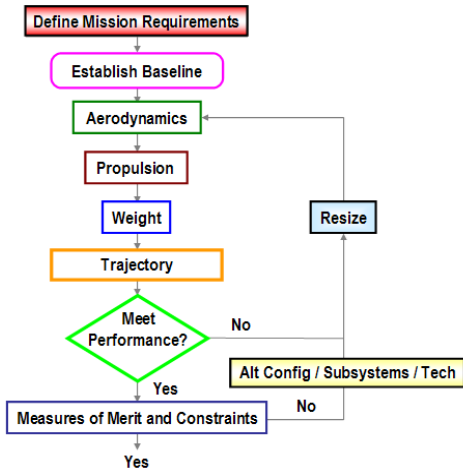 Define Mission Requirements
Establish Baseline
Aerodynamics
Propulsion
Weight
Resize
Trajectory
Meet
Performance?
No
Alt Config / Subsystems / Tech
Yes
Measures of Merit and Constraints
No
Yes